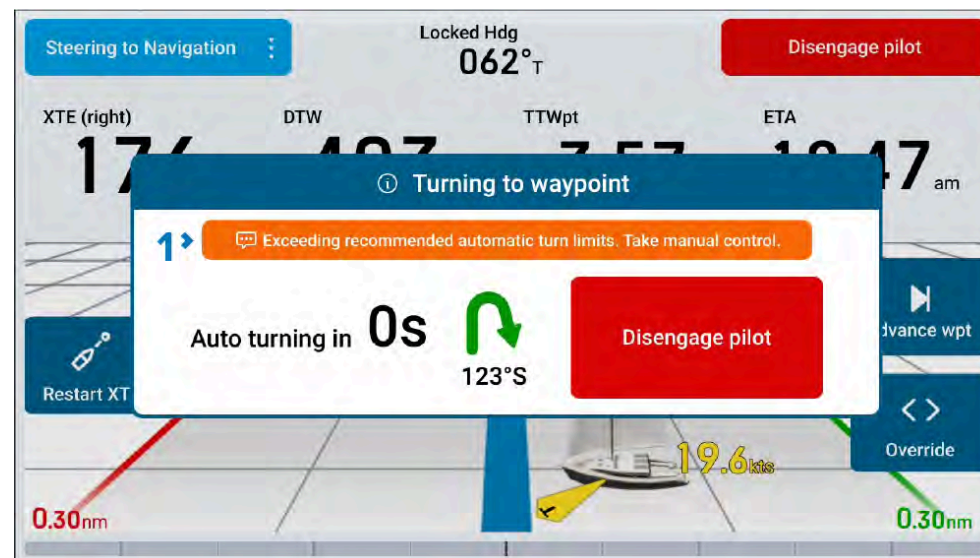 Steering to Navigation
Locked Hdg
062°T
Disengage pilot
XTE (right)
DTW
TTWpt
ETA
am
Turning to waypoint
1
Exceeding recommended automatic turn limits. Take manual control.
Auto turning in 0s
123°S
Disengage pilot
Restart XT
dvance wpt
Override
19.6kts
0.30nm
0.30nm